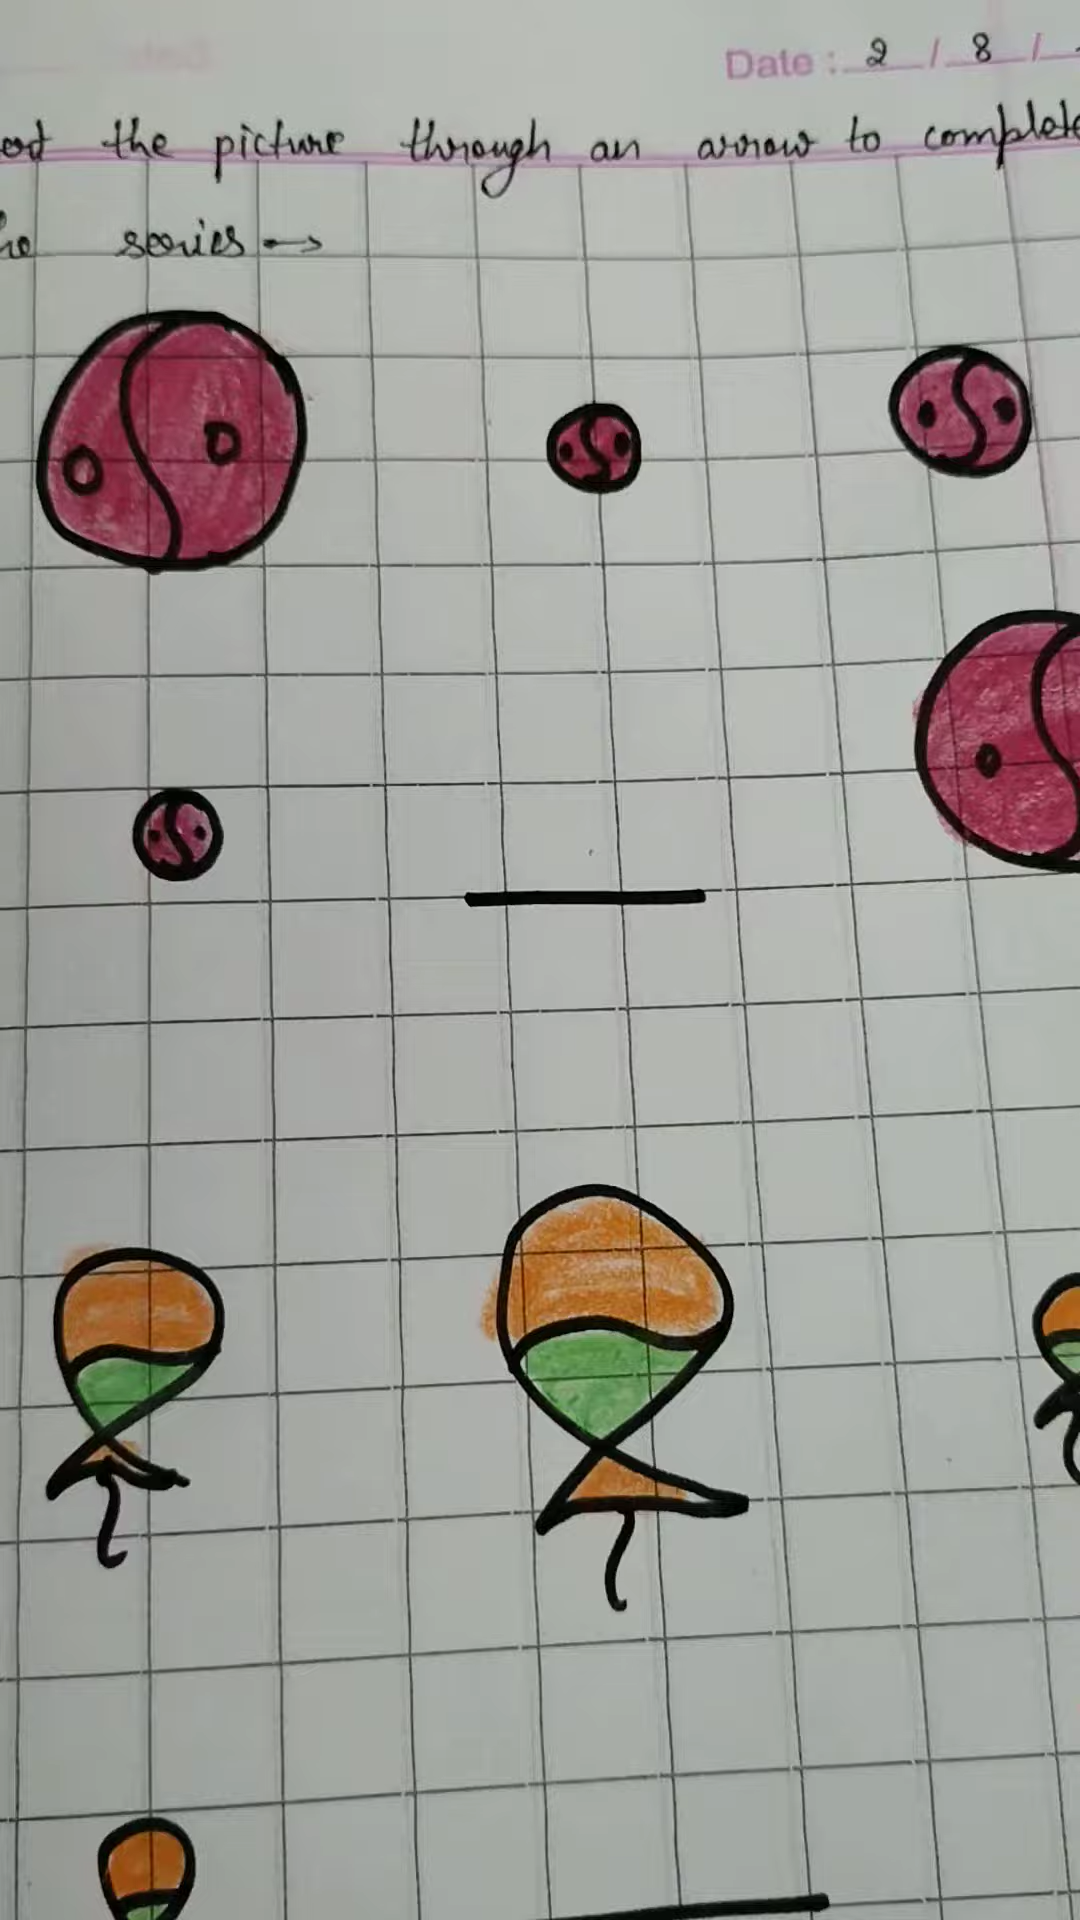 Date : 2 / 8 /
the picture through an arrow to complete
series →